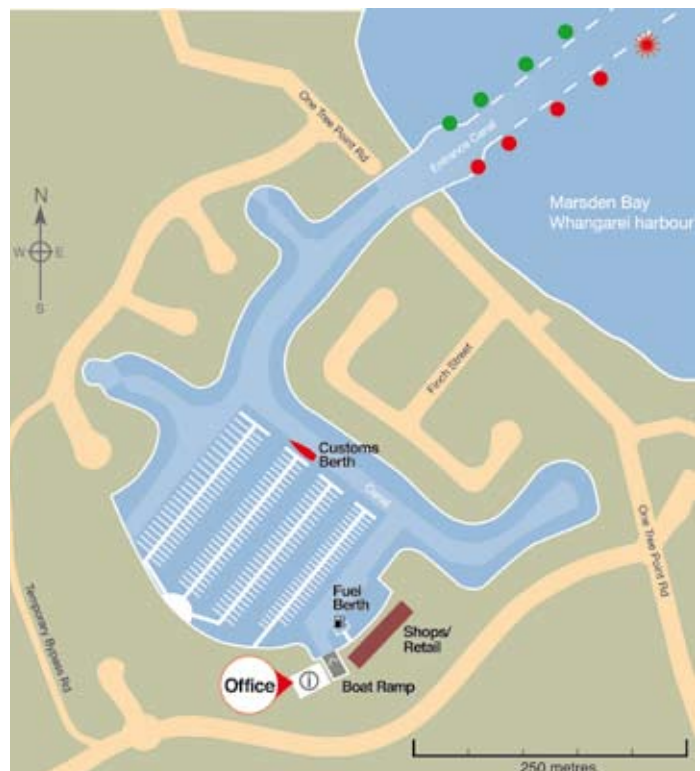 One Tree Point Rd
Entrance Canal
Marsden Bay
Whangarei harbour
N
W
E
S
Finch Street
Customs
Berth
Canal
One Tree Point Rd
Temporary Bypass Rd
Fuel
Berth
Shops/
Retail
Office
i
Boat Ramp
250 metres